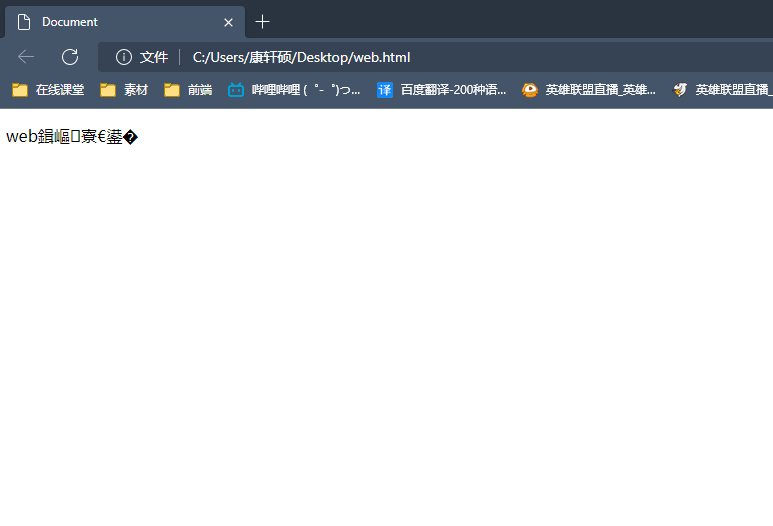 Document
文件 C:/Users/康轩硕/Desktop/web.html
在线课堂 素材 前端 哔哩哔哩 (゜-゜)つ... 译 百度翻译-200种语... 英雄联盟直播_英雄... 英雄联盟直播_
web鍓嶇寮€鍙�